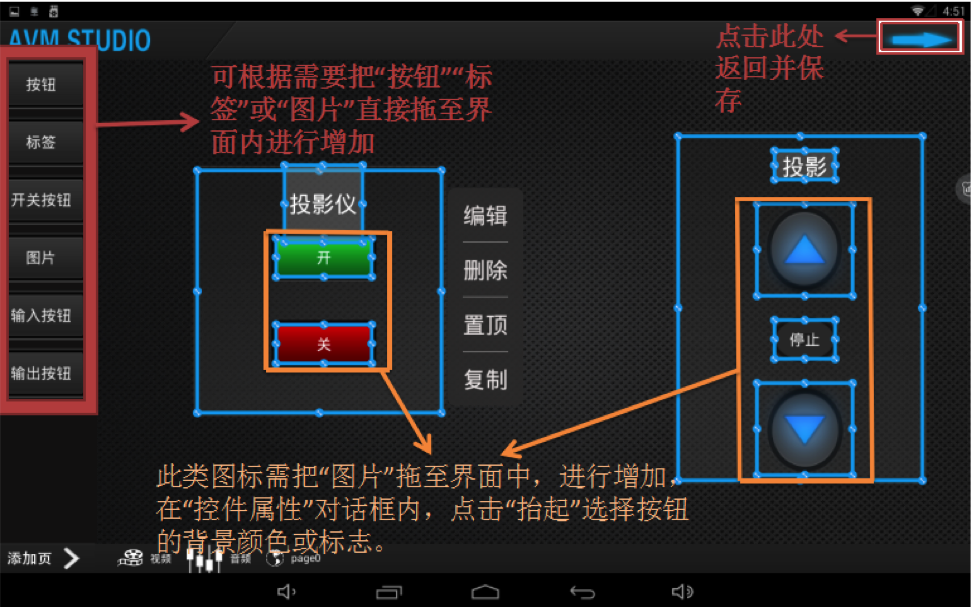 4:51
AVM STUDIO
点击此处
返回并保
存
按钮
标签
开关按钮
图片
输入按钮
输出按钮
可根据需要把“按钮”“标
签”或“图片”直接拖至界
面内进行增加
投影仪
开
关
编辑
删除
置顶
复制
投影
停止
此类图标需把“图片”拖至界面中，进行增加，
在“控件属性”对话框内，点击“抬起”选择按钮
的背景颜色或标志。
添加页
视频
音频
page0